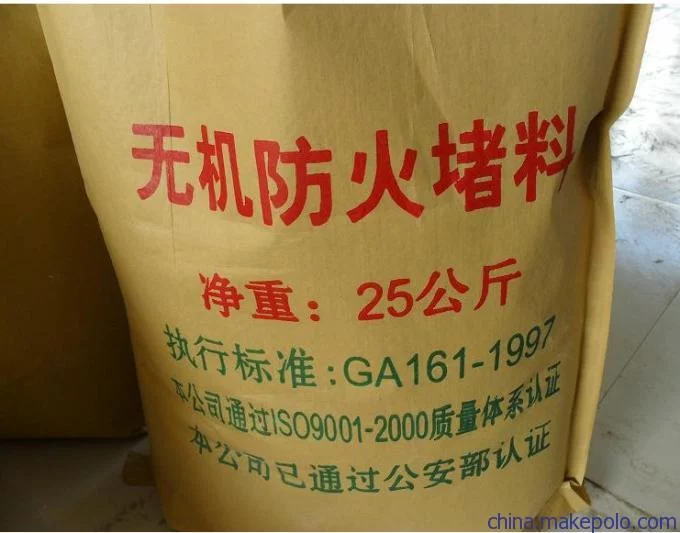 无机防火堵料
净重：25公斤
执行标准：GA161-1997
本公司通过ISO9001-2000质量体系认证
本公司已通过公安部认证
china.makepolo.com